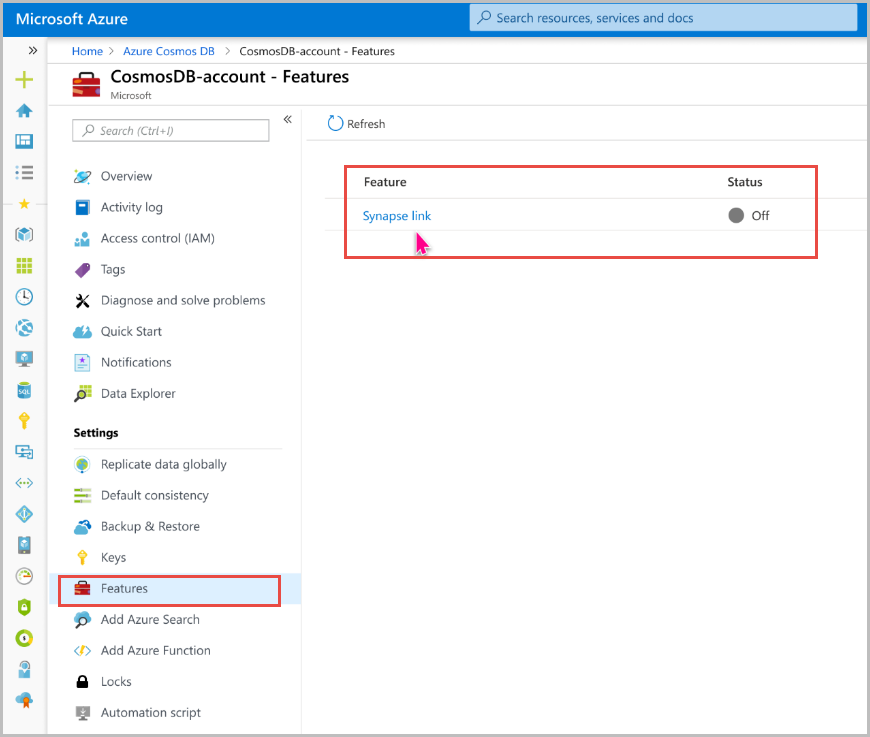 Microsoft Azure
Search resources, services and docs
Home > Azure Cosmos DB > CosmosDB-account - Features
CosmosDB-account - Features
Microsoft
Search (Ctrl+I)
Refresh
Overview
Activity log
Access control (IAM)
Tags
Diagnose and solve problems
Quick Start
Notifications
Data Explorer
Settings
Replicate data globally
Default consistency
Backup & Restore
Keys
Features
Add Azure Search
Add Azure Function
Locks
Automation script
Feature Status
Synapse link Off
SQL